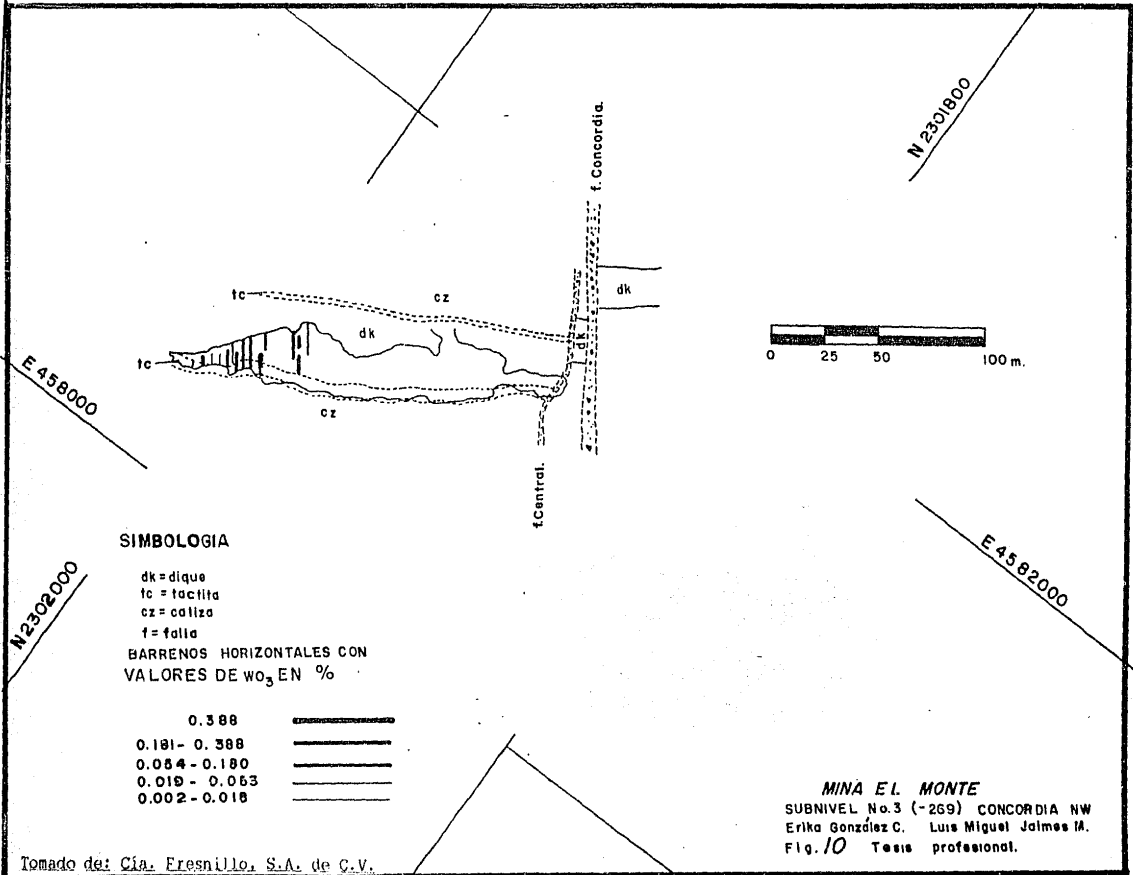 N 2301800
f. Concordia.
tc
cz
dk
dk
dk
tc
cz
0 25 50 100 m.
E 458000
f.Central.
E 4582000
N 2302000
SIMBOLOGIA
dk = dique
tc = tactita
cz = caliza
f = falla
BARRENOS HORIZONTALES CON
VALORES DE WO₃ EN %
0.388
0.181- 0.388
0.064 - 0.180
0.019 - 0.063
0.002 - 0.018
MINA EL MONTE
SUBNIVEL No.3 (-269) CONCORDIA NW
Erika González C. Luis Miguel Jaimes M.
Fig. 10 Tesis profesional.
Tomado de: Cía. Fresnillo, S.A. de C.V.